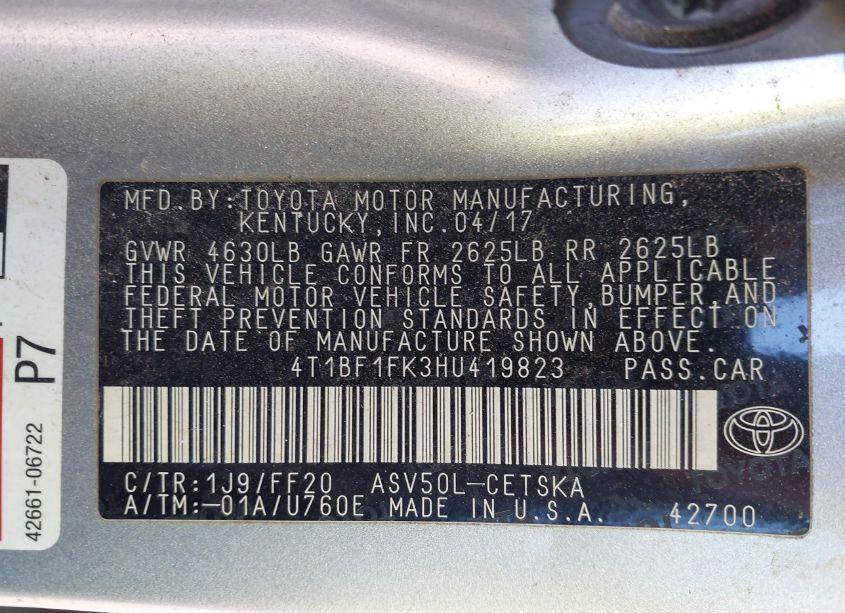 MFD.BY:TOYOTA MOTOR MANUFACTURING,
KENTUCKY,INC.04/17
GVWR 4630LB GAWR FR 2625LB RR 2625LB
THIS VEHICLE CONFORMS TO ALL APPLICABLE
FEDERAL MOTOR VEHICLE SAFETY,BUMPER,AND
THEFT PREVENTION STANDARDS IN EFFECT ON
THE DATE OF MANUFACTURE SHOWN ABOVE.
4T1BF1FK3HU419823 PASS.CAR
C/TR:1J9/FF20 ASV50L-CETSKA
A/TM:-01A/U760E MADE IN U.S.A. 42700
TOYOTA
P7
42661-06722